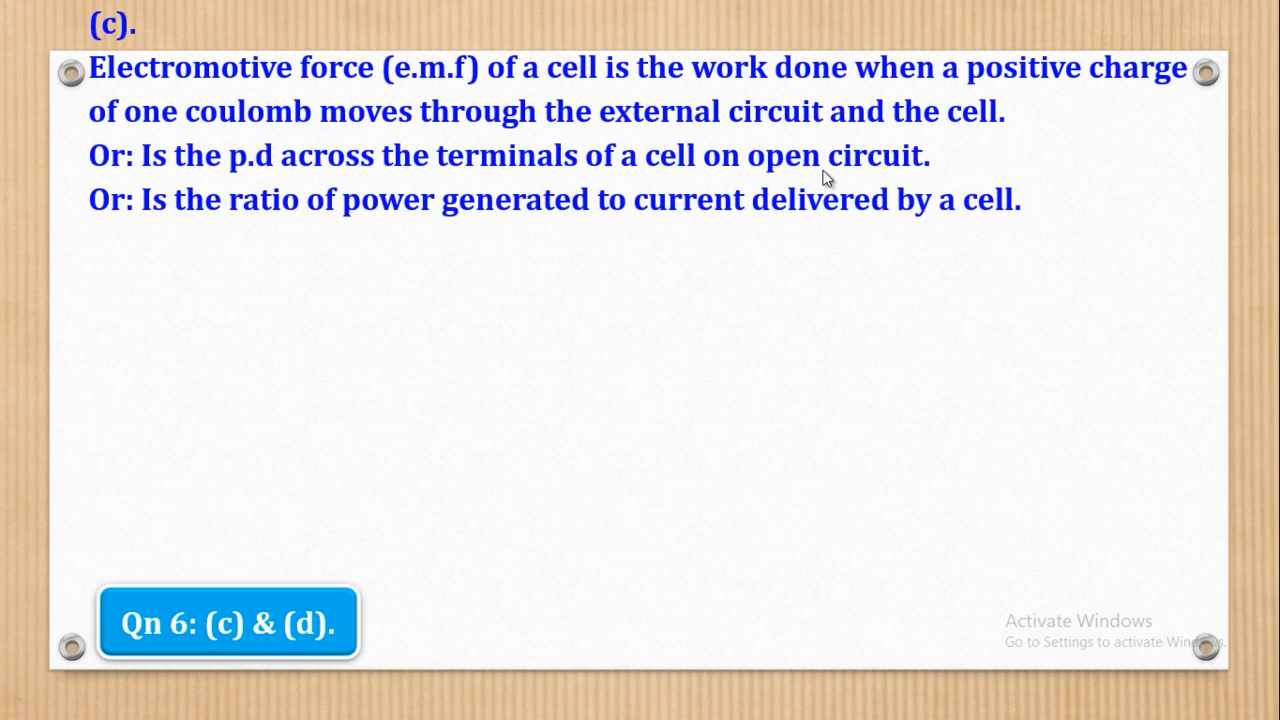 (c).
Electromotive force (e.m.f) of a cell is the work done when a positive charge
of one coulomb moves through the external circuit and the cell.
Or: Is the p.d across the terminals of a cell on open circuit.
Or: Is the ratio of power generated to current delivered by a cell.
Qn 6: (c) & (d).
Activate Windows
Go to Settings to activate Windows.